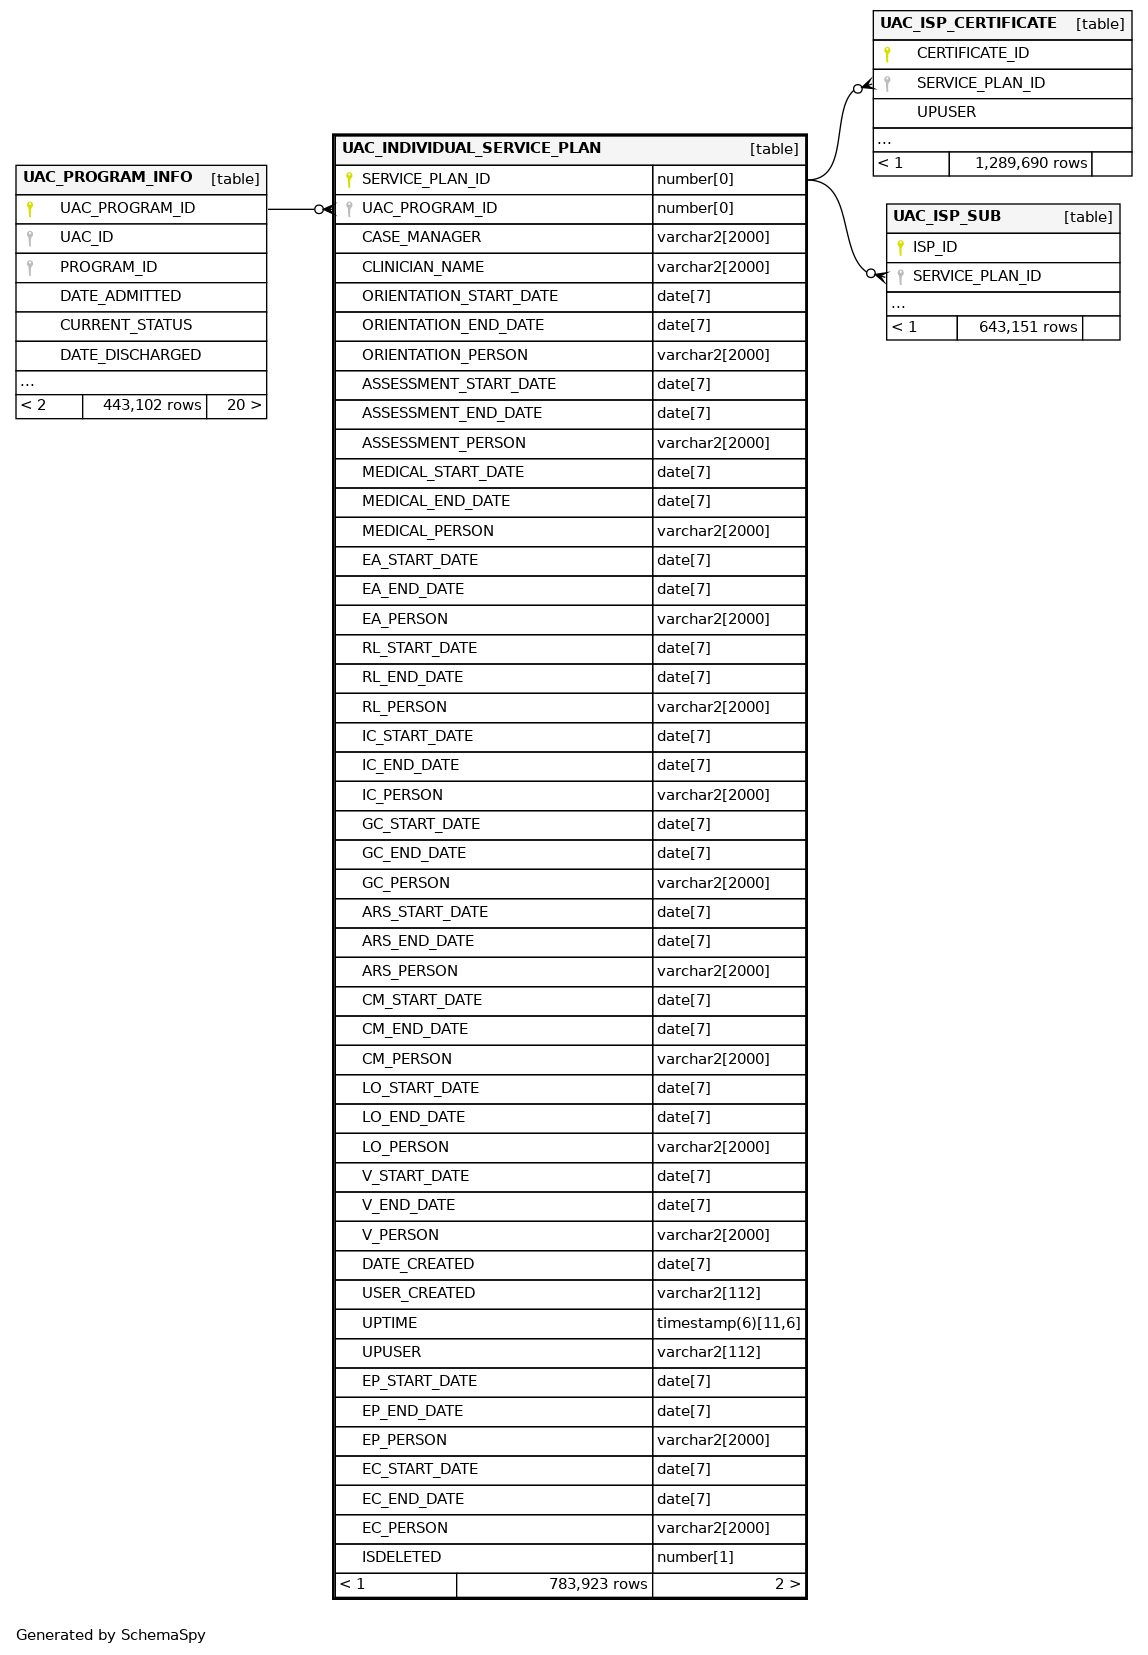 UAC_ISP_CERTIFICATE [table]
CERTIFICATE_ID
SERVICE_PLAN_ID
UPUSER
...
< 1 1,289,690 rows
UAC_INDIVIDUAL_SERVICE_PLAN [table]
SERVICE_PLAN_ID number[0]
UAC_PROGRAM_ID number[0]
CASE_MANAGER varchar2[2000]
CLINICIAN_NAME varchar2[2000]
ORIENTATION_START_DATE date[7]
ORIENTATION_END_DATE date[7]
ORIENTATION_PERSON varchar2[2000]
ASSESSMENT_START_DATE date[7]
ASSESSMENT_END_DATE date[7]
ASSESSMENT_PERSON varchar2[2000]
MEDICAL_START_DATE date[7]
MEDICAL_END_DATE date[7]
MEDICAL_PERSON varchar2[2000]
EA_START_DATE date[7]
EA_END_DATE date[7]
EA_PERSON varchar2[2000]
RL_START_DATE date[7]
RL_END_DATE date[7]
RL_PERSON varchar2[2000]
IC_START_DATE date[7]
IC_END_DATE date[7]
IC_PERSON varchar2[2000]
GC_START_DATE date[7]
GC_END_DATE date[7]
GC_PERSON varchar2[2000]
ARS_START_DATE date[7]
ARS_END_DATE date[7]
ARS_PERSON varchar2[2000]
CM_START_DATE date[7]
CM_END_DATE date[7]
CM_PERSON varchar2[2000]
LO_START_DATE date[7]
LO_END_DATE date[7]
LO_PERSON varchar2[2000]
V_START_DATE date[7]
V_END_DATE date[7]
V_PERSON varchar2[2000]
DATE_CREATED date[7]
USER_CREATED varchar2[112]
UPTIME timestamp(6)[11,6]
UPUSER varchar2[112]
EP_START_DATE date[7]
EP_END_DATE date[7]
EP_PERSON varchar2[2000]
EC_START_DATE date[7]
EC_END_DATE date[7]
EC_PERSON varchar2[2000]
ISDELETED number[1]
< 1 783,923 rows 2 >
UAC_PROGRAM_INFO [table]
UAC_PROGRAM_ID
UAC_ID
PROGRAM_ID
DATE_ADMITTED
CURRENT_STATUS
DATE_DISCHARGED
...
< 2 443,102 rows 20 >
UAC_ISP_SUB [table]
ISP_ID
SERVICE_PLAN_ID
...
< 1 643,151 rows
Generated by SchemaSpy